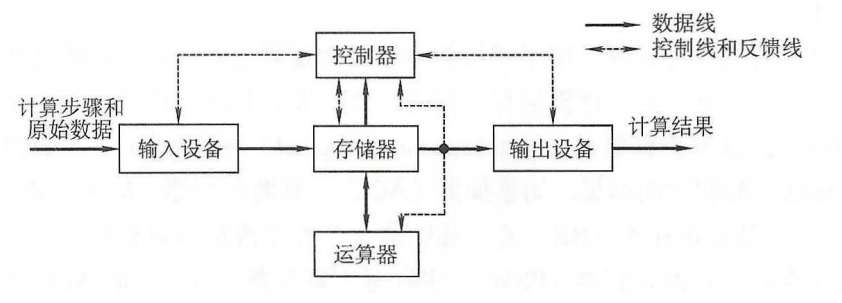 数据线
控制线和反馈线
控制器
计算步骤和
原始数据
输入设备
存储器
输出设备
计算结果
运算器